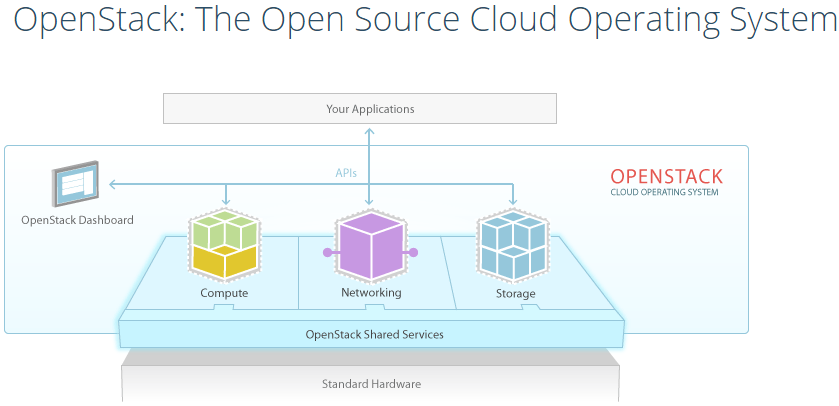 OpenStack: The Open Source Cloud Operating System
Your Applications
APIs
OPENSTACK
CLOUD OPERATING SYSTEM
OpenStack Dashboard
Compute
Networking
Storage
OpenStack Shared Services
Standard Hardware